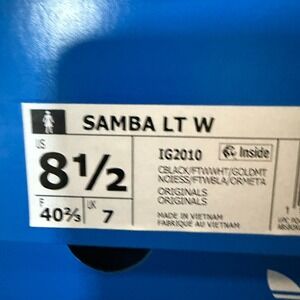 SAMBA LT W
US
8½
F
40⅔
UK
7
IG2010
Inside
CBLACK/FTWWHT/GOLDMT
NOIESS/FTWBLA/ORMETA
ORIGINALS
ORIGINALS
MADE IN VIETNAM
FABRIQUÉ AU VIETNAM